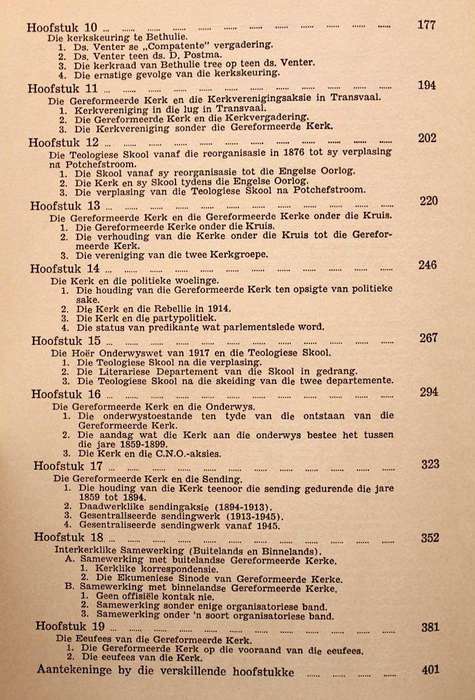 Hoofstuk 10 ... ...... ...... ...... ...... ...... ...... ...... 177
Die kerkskeuring te Bethulie.
1. Ds. Venter se „Compatente" vergadering.
2. Ds. Venter teen ds. D. Postma.
3. Die kerkraad van Bethulie tree op teen ds. Venter.
4. Die ernstige gevolge van die kerkskeuring.
Hoofstuk 11 ... ...... ...... ...... ...... ...... ...... ...... 194
Die Gereformeerde Kerk en die Kerkverenigingsaksie in Transvaal.
1. Kerkvereniging in die lug in Transvaal.
2. Die Gereformeerde Kerk en die Kerkvergadering.
3. Die Kerkvereniging sonder die Gereformeerde Kerk.
Hoofstuk 12 ... ...... ...... ...... ...... ...... ...... ...... 202
Die Teologiese Skool vanaf die reorganisasie in 1876 tot sy verplasing
na Potchefstroom.
1. Die Skool vanaf sy reorganisasie tot die Engelse Oorlog.
2. Die Kerk en sy Skool tydens die Engelse Oorlog.
3. Die verplasing van die Teologiese Skool na Potchefstroom.
Hoofstuk 13 ... ...... ...... ...... ...... ...... ...... ...... 220
Die Gereformeerde Kerk en die Gereformeerde Kerke onder die Kruis.
1. Die Gereformeerde Kerke onder die Kruis.
2. Die verhouding van die Kerke onder die Kruis tot die Gerefor-
meerde Kerk.
3. Die vereniging van die twee Kerkgroepe.
Hoofstuk 14 ... ...... ...... ...... ...... ...... ...... ...... 246
Die Kerk en die politieke woelinge.
1. Die houding van die Gereformeerde Kerk ten opsigte van politieke
sake.
2. Die Kerk en die Rebellie in 1914.
3. Die Kerk en die partypolitiek.
4. Die status van predikante wat parlementslede word.
Hoofstuk 15 ... ...... ...... ...... ...... ...... ...... ...... 267
Die Hoër Onderwyswet van 1917 en die Teologiese Skool.
1. Die Teologiese Skool na die verplasing.
2. Die Literariese Departement van die Skool in gedrang.
3. Die Teologiese Skool na die skeiding van die twee departemente.
Hoofstuk 16 ... ...... ...... ...... ...... ...... ...... ...... 294
Die Gereformeerde Kerk en die Onderwys.
1. Die onderwystoestande ten tyde van die ontstaan van die
Gereformeerde Kerk.
2. Die aandag wat die Kerk aan die onderwys bestee het tussen
die jare 1859-1899.
3. Die Kerk en die C.N.O.-aksies.
Hoofstuk 17 ... ...... ...... ...... ...... ...... ...... ...... 323
Die Gereformeerde Kerk en die Sending.
1. Die houding van die Kerk teenoor die sending gedurende die jare
1859 tot 1894.
2. Daadwerklike sendingaksie (1894-1913).
3. Gesentraliseerde sendingwerk (1913-1945).
4. Gesentraliseerde sendingwerk vanaf 1945.
Hoofstuk 18 ... ...... ...... ...... ...... ...... ...... ...... 352
Interkerklike Samewerking (Buitelands en Binnelands).
A. Samewerking met buitelandse Gereformeerde Kerke.
1. Kerklike korrespondensie.
2. Die Ekumeniese Sinode van Gereformeerde Kerke.
B. Samewerking met binnelandse Gereformeerde Kerke.
1. Geen offisiële kontak nie.
2. Samewerking sonder enige organisatoriese band.
3. Samewerking onder 'n soort organisatoriese band.
Hoofstuk 19 ... ...... ...... ...... ...... ...... ...... ...... 381
Die Eeufees van die Gereformeerde Kerk.
1. Die Gereformeerde Kerk op die vooraand van die eeufees.
2. Die eeufees van die Kerk.
Aantekeninge by die verskillende hoofstukke ...... ...... ...... 401